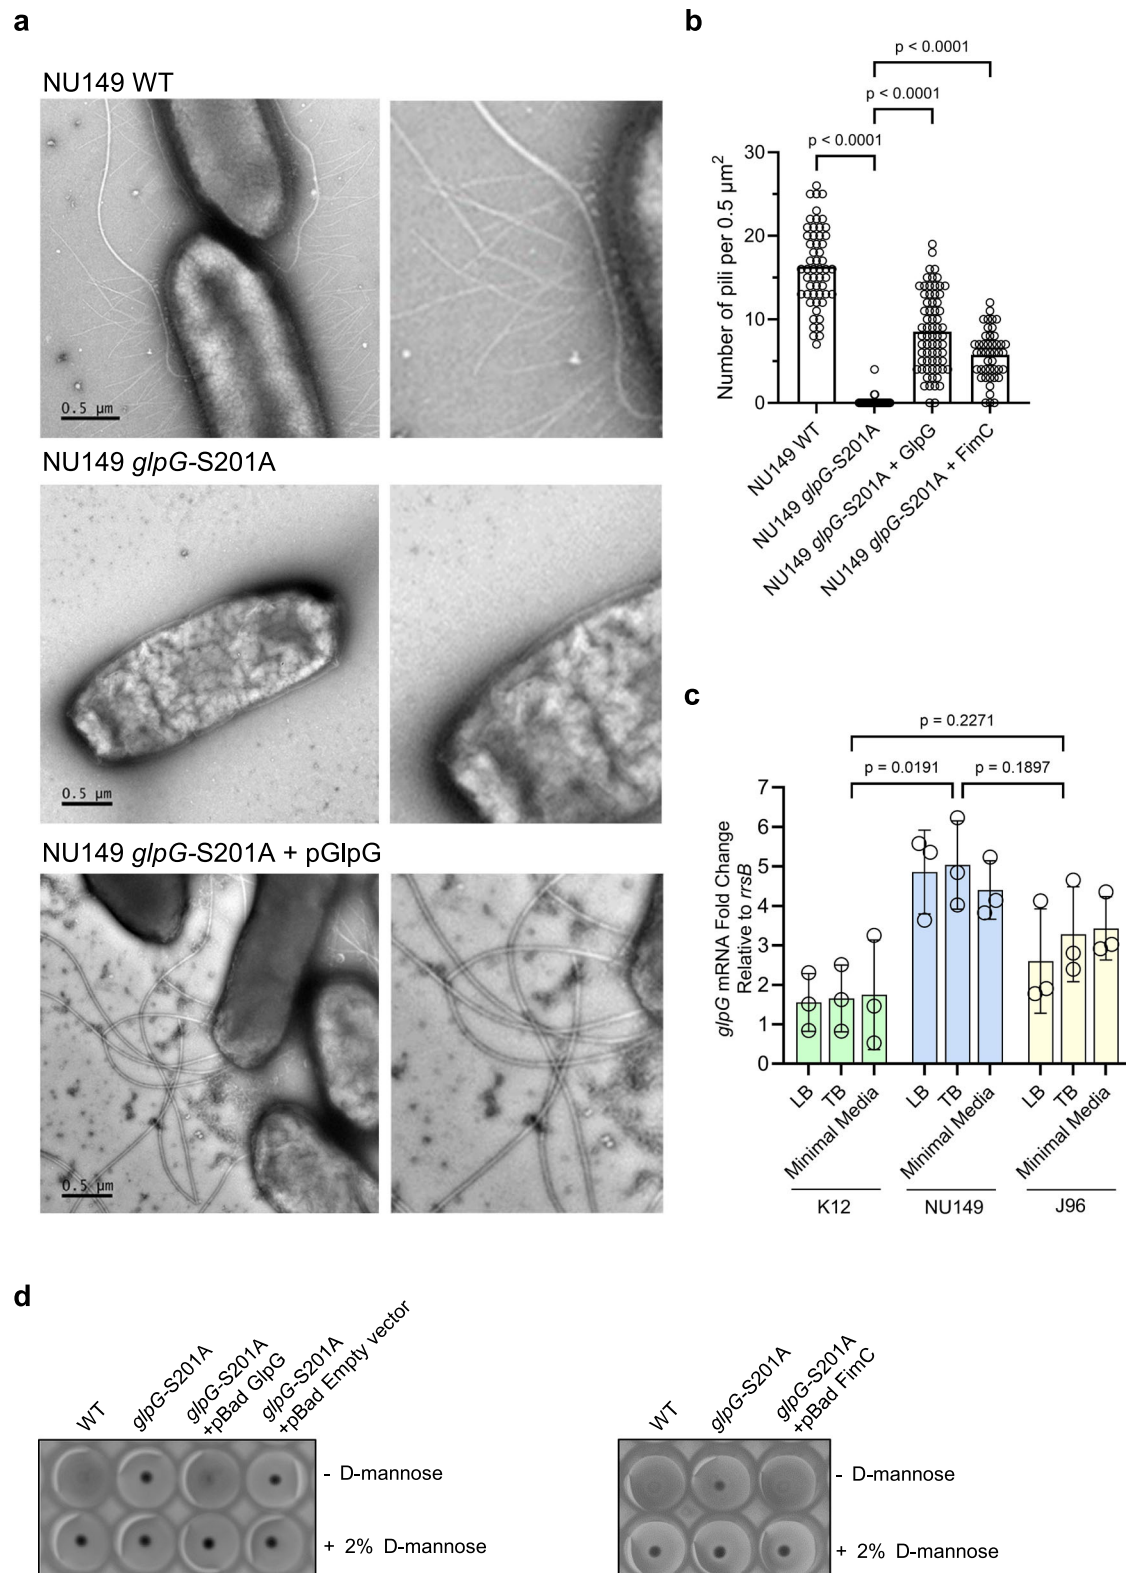 a
NU149 WT
0.5 µm
NU149 glpG-S201A
0.5 µm
NU149 glpG-S201A + pGlpG
0.5 µm
b
p < 0.0001
p < 0.0001
p < 0.0001
Number of pili per 0.5 µm²
30
20
10
0
NU149 WT
NU149 glpG-S201A
NU149 glpG-S201A + GlpG
NU149 glpG-S201A + FimC
c
p = 0.2271
p = 0.0191
p = 0.1897
glpG mRNA Fold Change
Relative to rrsB
7
6
5
4
3
2
1
0
LB
TB
Minimal Media
LB
TB
Minimal Media
LB
TB
Minimal Media
K12
NU149
J96
d
WT
glpG-S201A
glpG-S201A
+pBad GlpG
glpG-S201A
+pBad Empty vector
- D-mannose
+ 2% D-mannose
WT
glpG-S201A
glpG-S201A
+pBad FimC
- D-mannose
+ 2% D-mannose